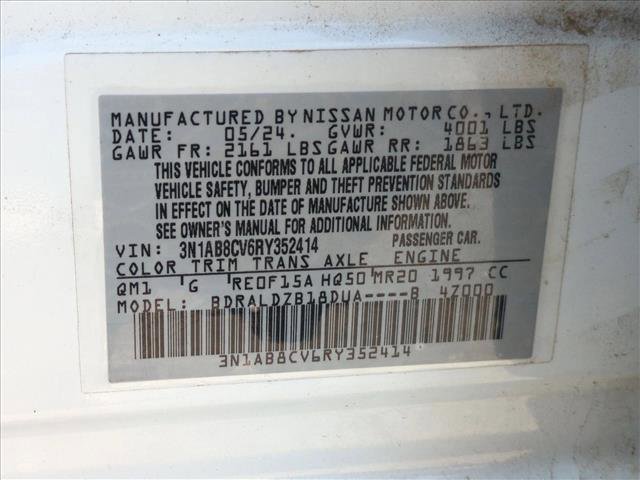 MANUFACTURED BY NISSAN MOTOR CO., LTD.
DATE: 05/24. GVWR: 4001 LBS
GAWR FR: 2161 LBS GAWR RR: 1863 LBS
THIS VEHICLE CONFORMS TO ALL APPLICABLE FEDERAL MOTOR
VEHICLE SAFETY, BUMPER AND THEFT PREVENTION STANDARDS
IN EFFECT ON THE DATE OF MANUFACTURE SHOWN ABOVE.
SEE OWNER'S MANUAL FOR ADDITIONAL INFORMATION.
VIN: 3N1AB8CV6RY352414 PASSENGER CAR.
COLOR TRIM TRANS AXLE ENGINE
QM1 G RE0F15A HQ50 MR20 1997 CC
MODEL: BDRALDZB18DUA----B 47000
3N1AB8CV6RY352414